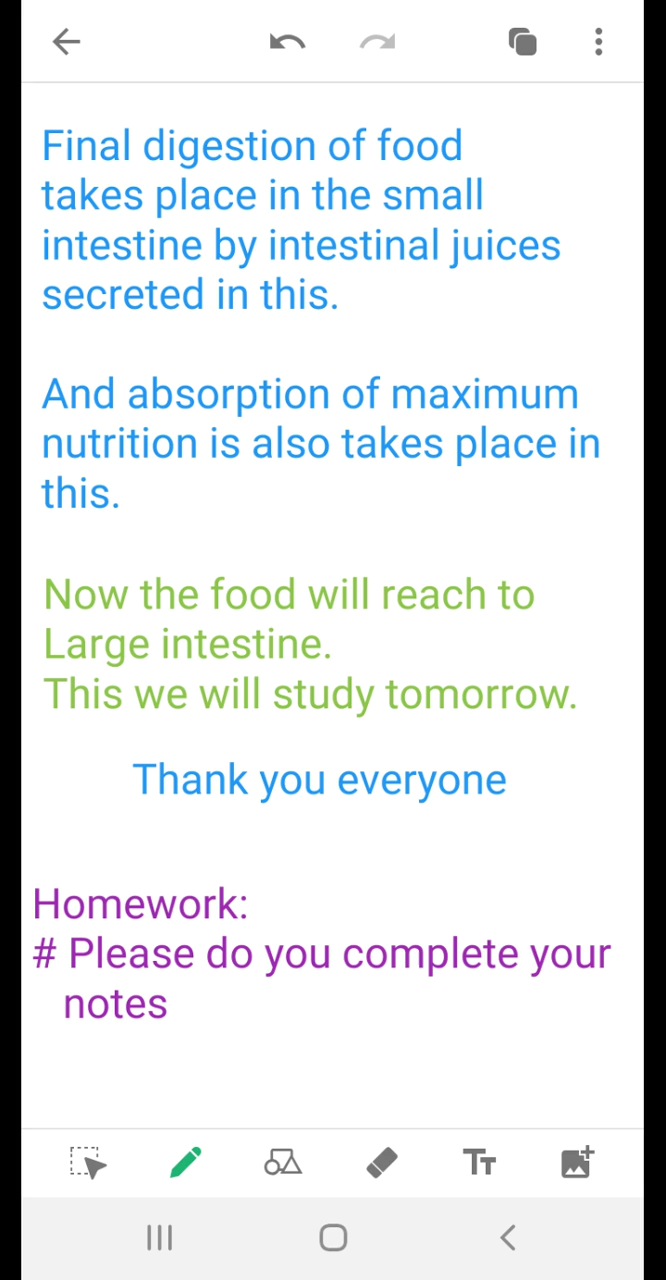 Final digestion of food
takes place in the small
intestine by intestinal juices
secreted in this.
And absorption of maximum
nutrition is also takes place in
this.
Now the food will reach to
Large intestine.
This we will study tomorrow.
Thank you everyone
Homework:
# Please do you complete your
notes